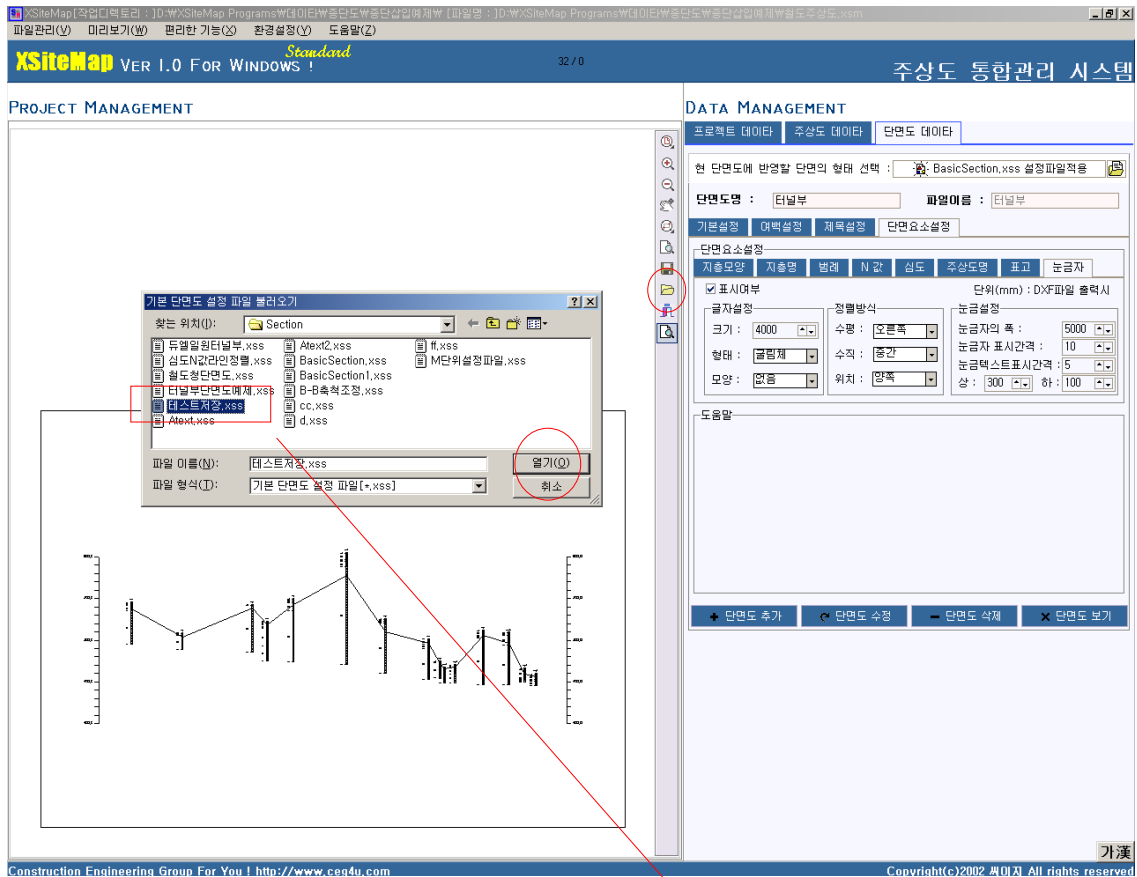 XSiteMap[작업디렉토리 : ]D:₩XSiteMap Programs₩데이타₩종단도₩종단삽입예제₩ [파일명 : ]D:₩XSiteMap Programs₩데이타₩종단도₩종단삽입예제₩철도주상도.xsm
파일관리(V) 미리보기(W) 편리한 기능(X) 환경설정(Y) 도움말(Z)
XSiteMap VER 1.0 FOR WINDOWS ! Standard
32 / 0
주상도 통합관리 시스템
PROJECT MANAGEMENT
DATA MANAGEMENT
프로젝트 데이타 주상도 데이타 단면도 데이타
현 단면도에 반영할 단면의 형태 선택 : BasicSection.xss 설정파일적용
단면도명 : 터널부 파일이름 : 터널부
기본설정 여백설정 제목설정 단면요소설정
단면요소설정
지층모양 지층명 범례 N 값 심도 주상도명 표고 눈금자
표시여부 단위(mm) : DXF파일 출력시
글자설정 정렬방식 눈금설정
크기 : 4000 수평 : 오른쪽 눈금자의 폭 : 5000
눈금자 표시간격 : 10
형태 : 굴림체 수직 : 중간
눈금텍스트표시간격 : 5
모양 : 없음 위치 : 양쪽 상 : 300 하 : 100
도움말
단면도 추가 단면도 수정 단면도 삭제 단면도 보기
기본 단면도 설정 파일 불러오기
찾는 위치(I): Section
듀엘일원터널부.xss Atext2.xss ff.xss
심도N값라인정렬.xss BasicSection.xss M단위설정파일.xss
철도청단면도.xss BasicSection1.xss
터널부단면도예제.xss B-B축척조정.xss
테스트저장.xss cc.xss
Atext.xss d.xss
파일 이름(N): 테스트저장.xss 열기(O)
파일 형식(T): 기본 단면도 설정 파일[*.xss] 취소
가漢
Construction Engineering Group For You ! http://www.ceg4u.com
Copyright(c)2002 씨이지 All rights reserved